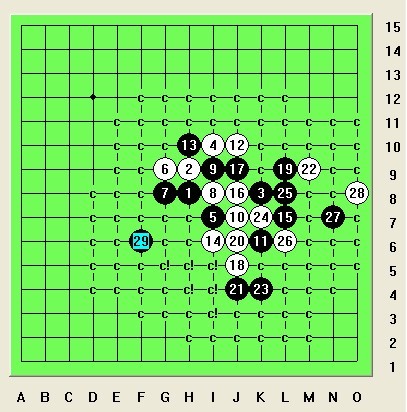 15
14
13
c c c c c c c 12
c c c c c c c c c c c 11
c c c 13 4 12 c c c c c 10
c c 6 2 9 17 c 19 22 c c 9
c c c 7 1 8 16 3 25 c c 28 8
c c c c c 5 10 24 15 c 27 c 7
c c 29 c c 14 20 11 26 c c c 6
c c c c! c! c! 18 c c c c c 5
c c c c c! c! 21 23 c c c 4
c c c c! c c c c 3
c c c c c c 2
1
A B C D E F G H I J K L M N O